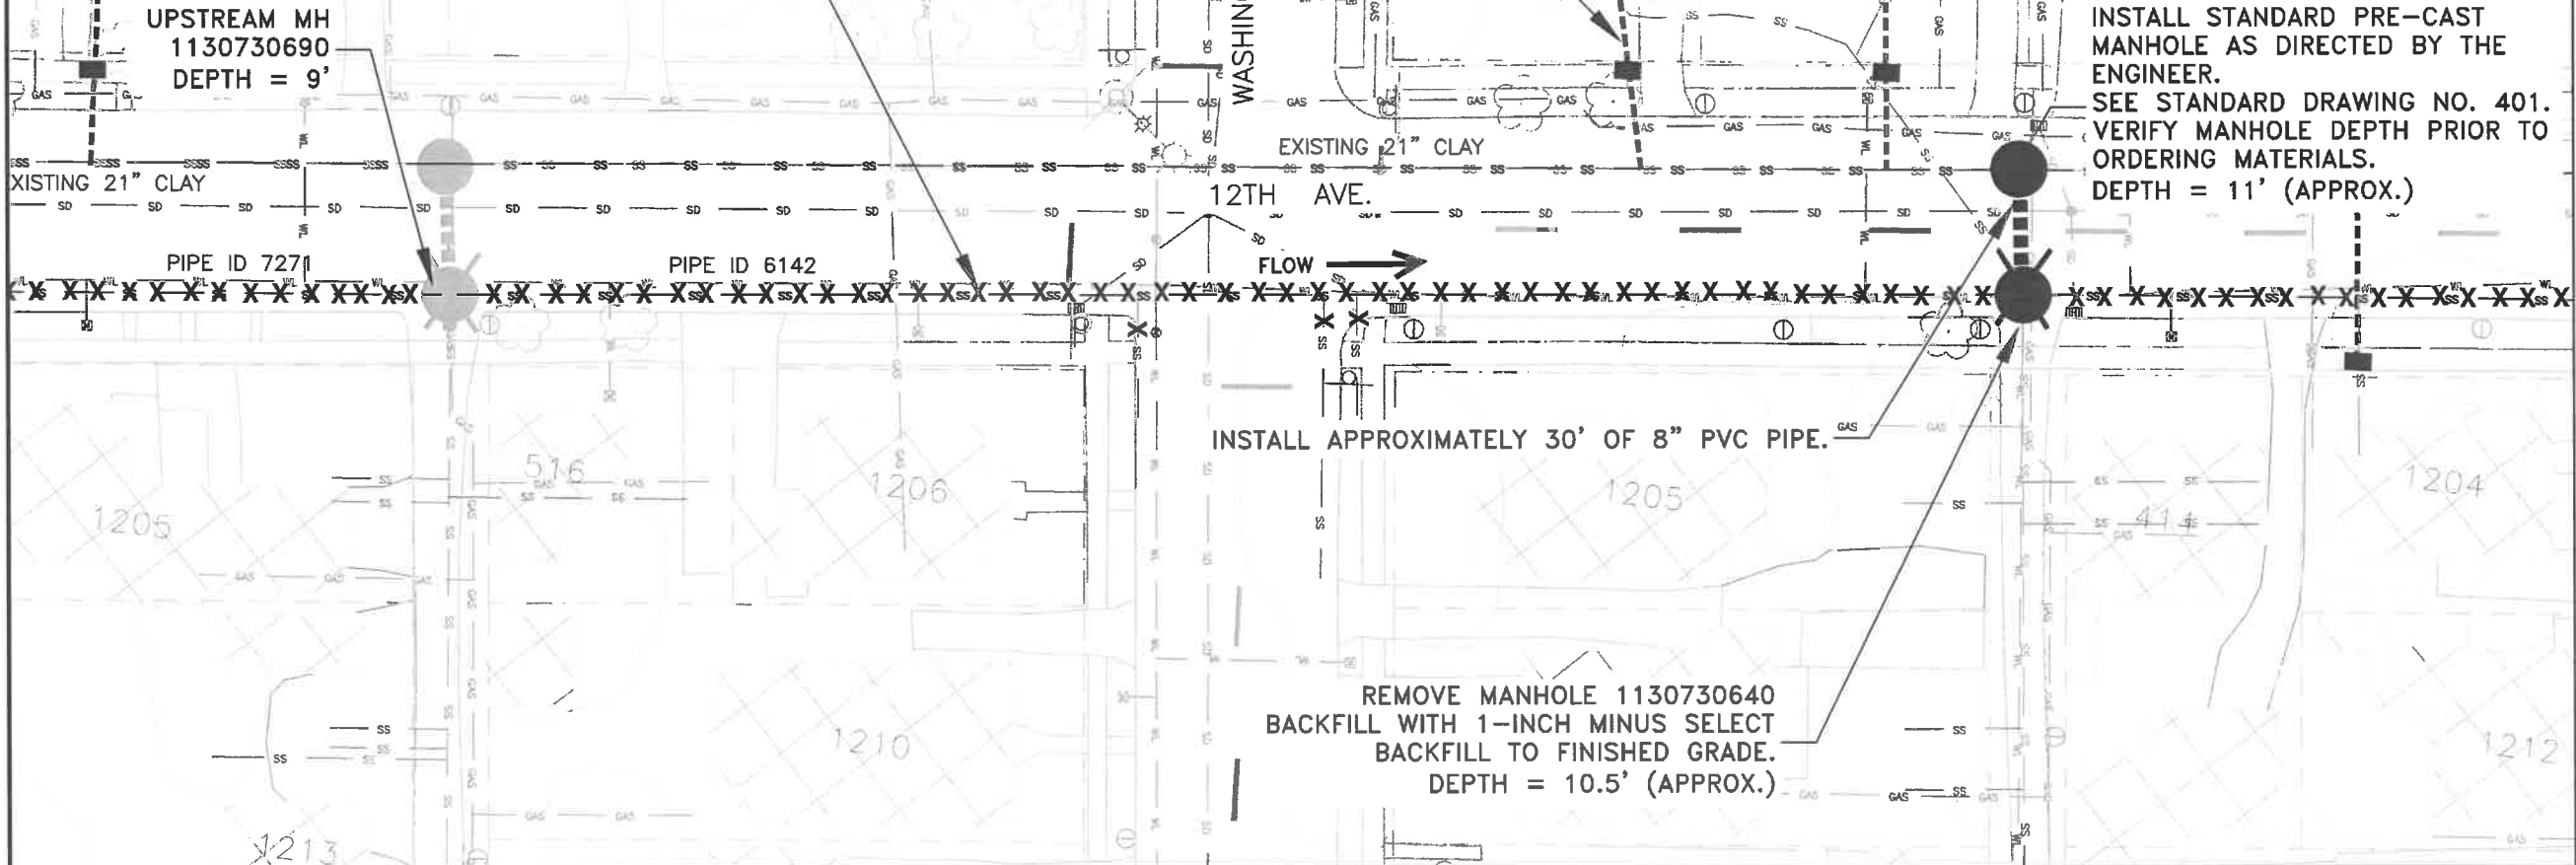 UPSTREAM MH
1130730690
DEPTH = 9'
WASHING
INSTALL STANDARD PRE-CAST
MANHOLE AS DIRECTED BY THE
ENGINEER.
SEE STANDARD DRAWING NO. 401.
VERIFY MANHOLE DEPTH PRIOR TO
ORDERING MATERIALS.
DEPTH = 11' (APPROX.)
EXISTING 21" CLAY
XISTING 21" CLAY
12TH AVE.
PIPE ID 7271
PIPE ID 6142
FLOW
INSTALL APPROXIMATELY 30' OF 8" PVC PIPE.
516
1206
1205
1205
1204
414
REMOVE MANHOLE 1130730640
BACKFILL WITH 1-INCH MINUS SELECT
BACKFILL TO FINISHED GRADE.
DEPTH = 10.5' (APPROX.)
1210
1212
1213